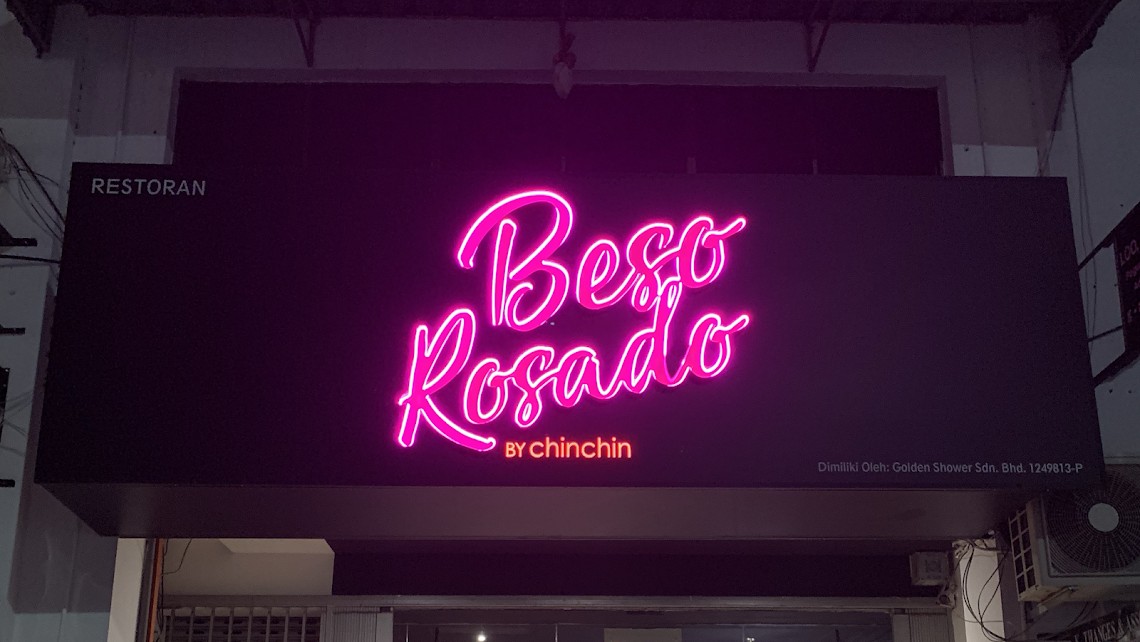 RESTORAN
Beso
Rosado
BY chinchin
Dimiliki Oleh: Golden Shower Sdn. Bhd. 1249813-P